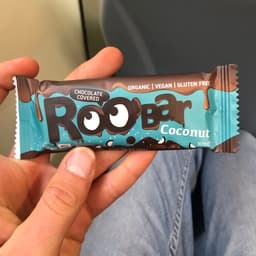 CHOCOLATE
COVERED
ORGANIC | VEGAN | GLUTEN FREE
ROOBAR
Coconut